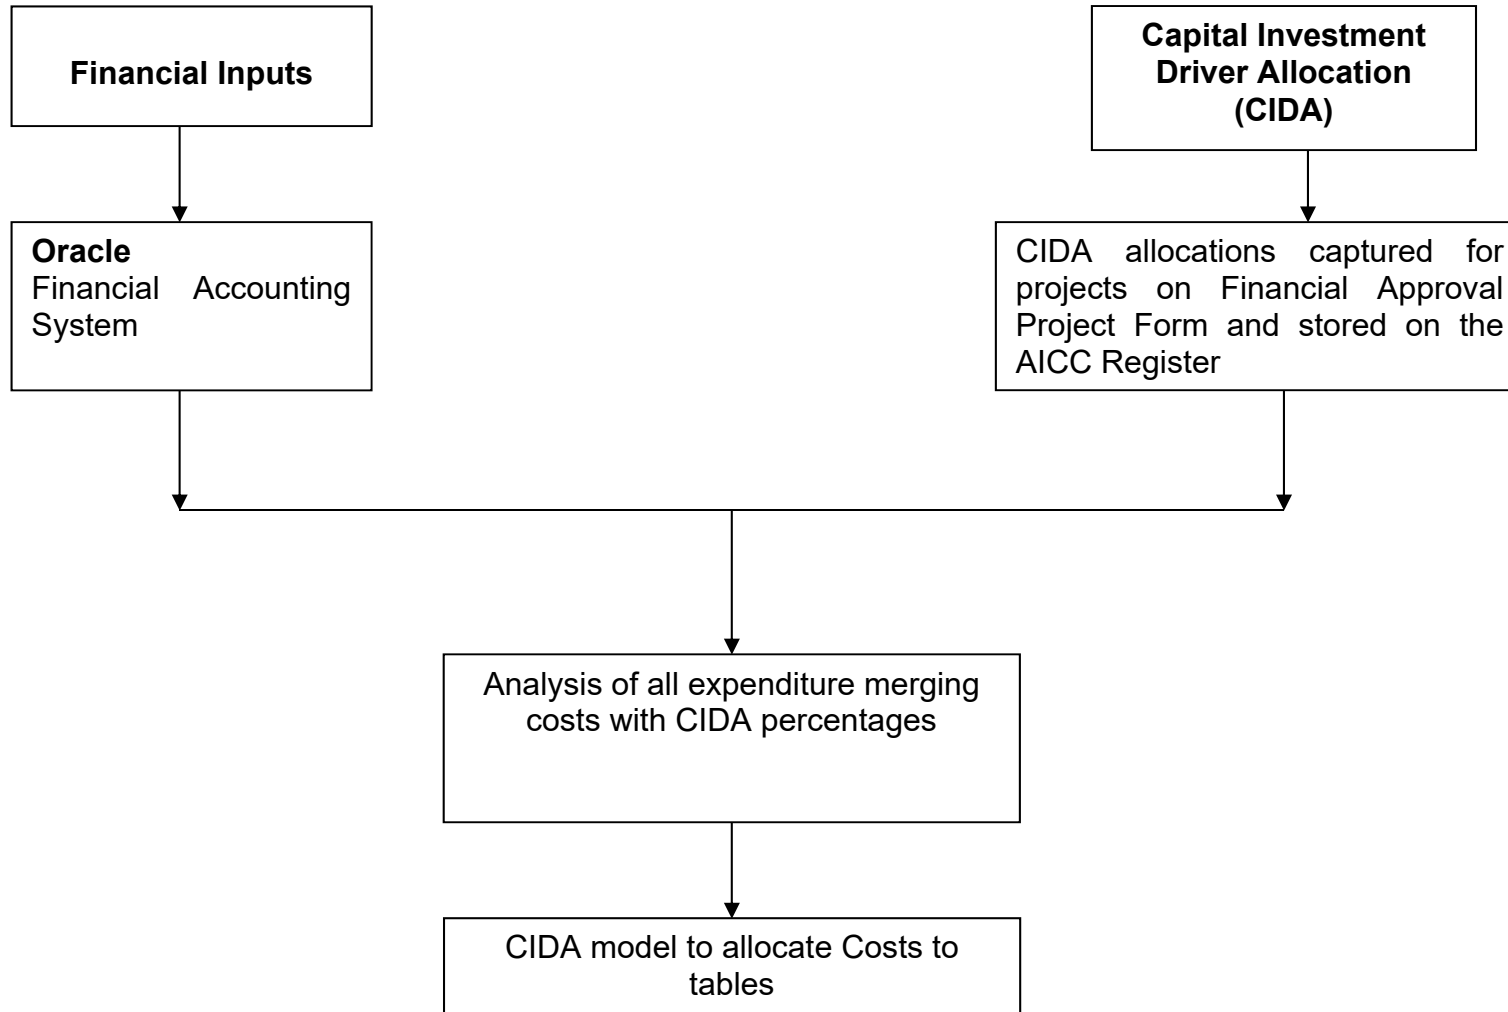 Financial Inputs
Capital Investment
Driver Allocation
(CIDA)
Oracle
Financial Accounting
System
CIDA allocations captured for
projects on Financial Approval
Project Form and stored on the
AICC Register
Analysis of all expenditure merging
costs with CIDA percentages
CIDA model to allocate Costs to
tables